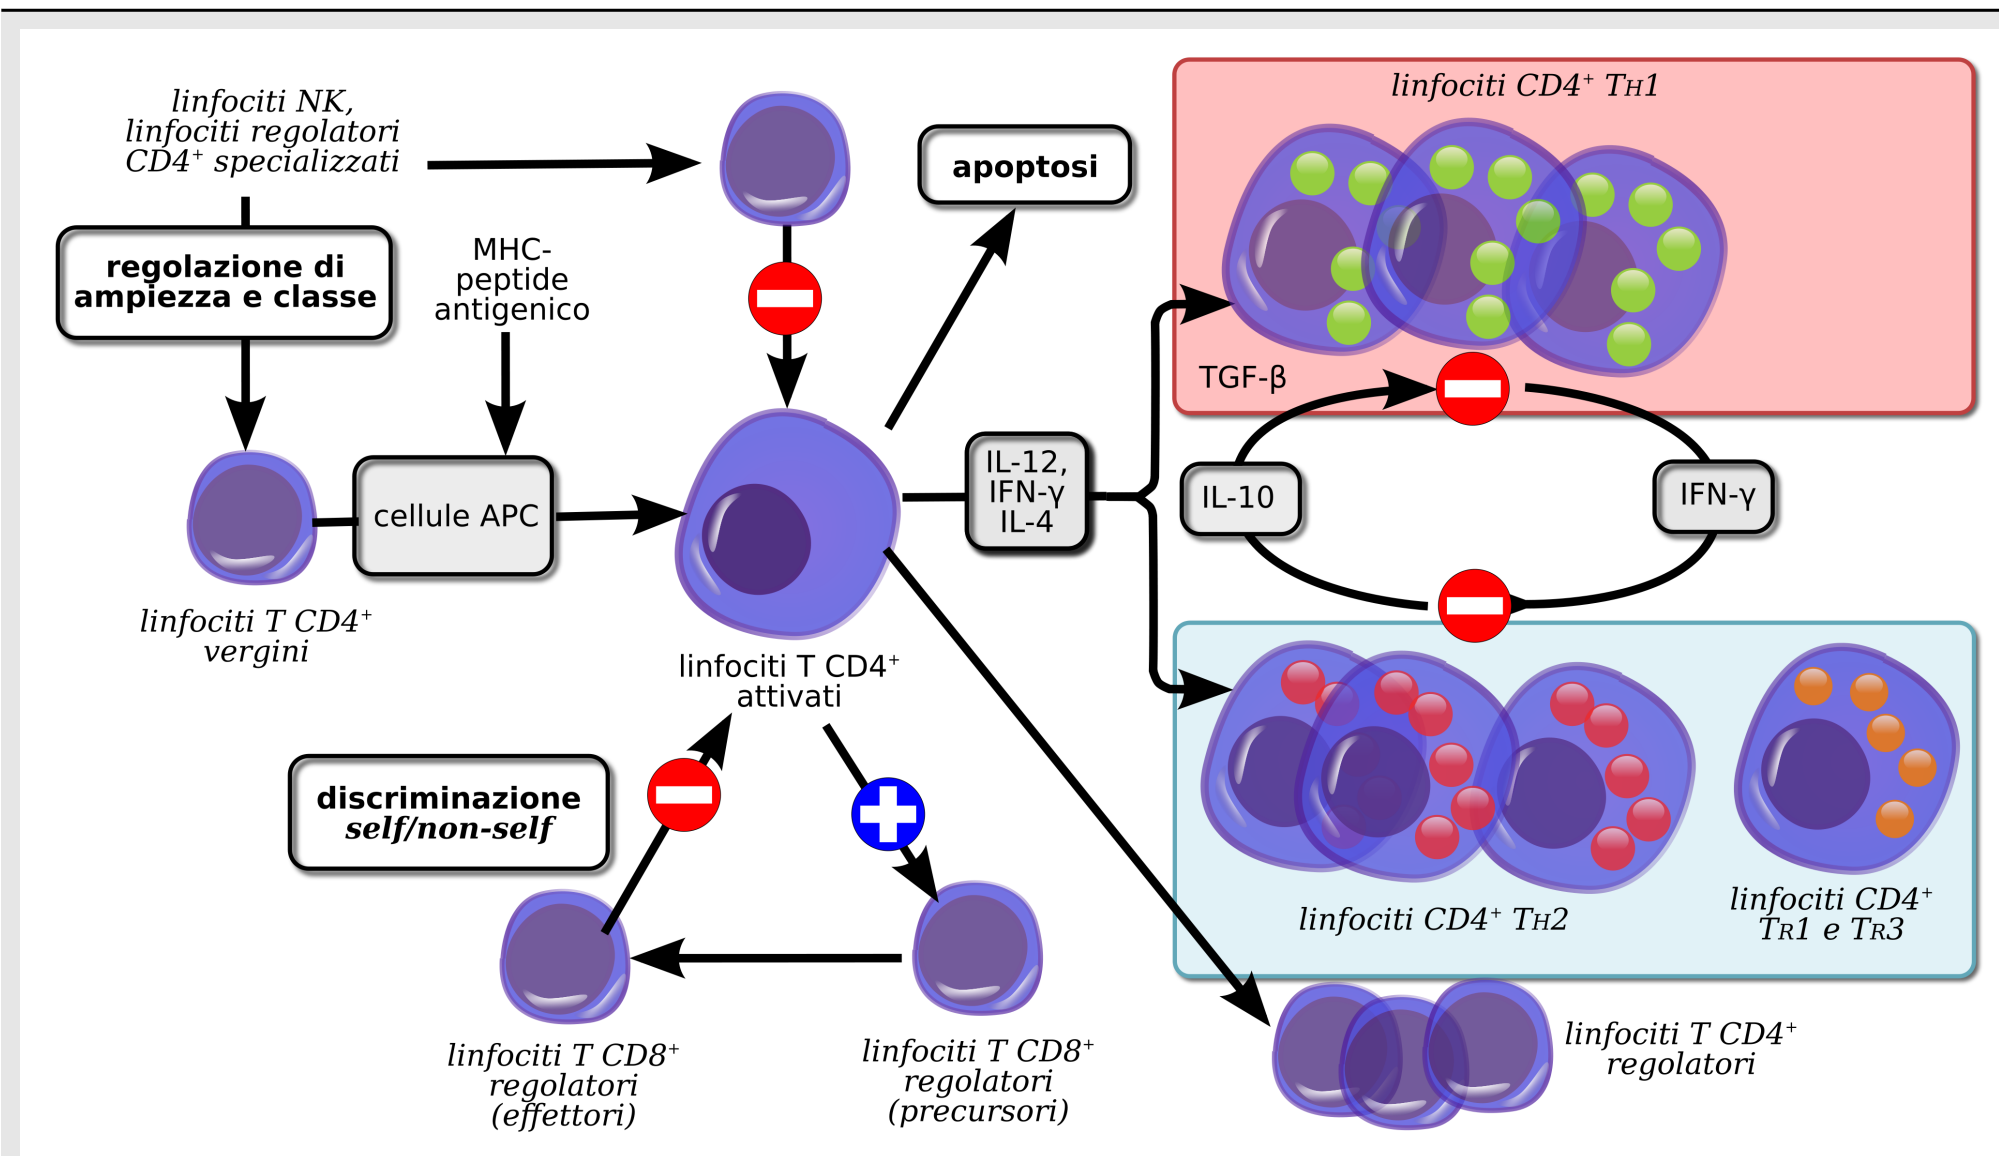 linfociti NK,
linfociti regolatori
CD4⁺ specializzati
regolazione di
ampiezza e classe
MHC-
peptide
antigenico
cellule APC
linfociti T CD4⁺
vergini
apoptosi
linfociti T CD4⁺
attivati
discriminazione
self/non-self
linfociti T CD8⁺
regolatori
(effettori)
linfociti T CD8⁺
regolatori
(precursori)
IL-12,
IFN-γ
IL-4
linfociti CD4⁺ TH1
TGF-β
IL-10
IFN-γ
linfociti CD4⁺ TH2
linfociti CD4⁺
TR1 e TR3
linfociti T CD4⁺
regolatori